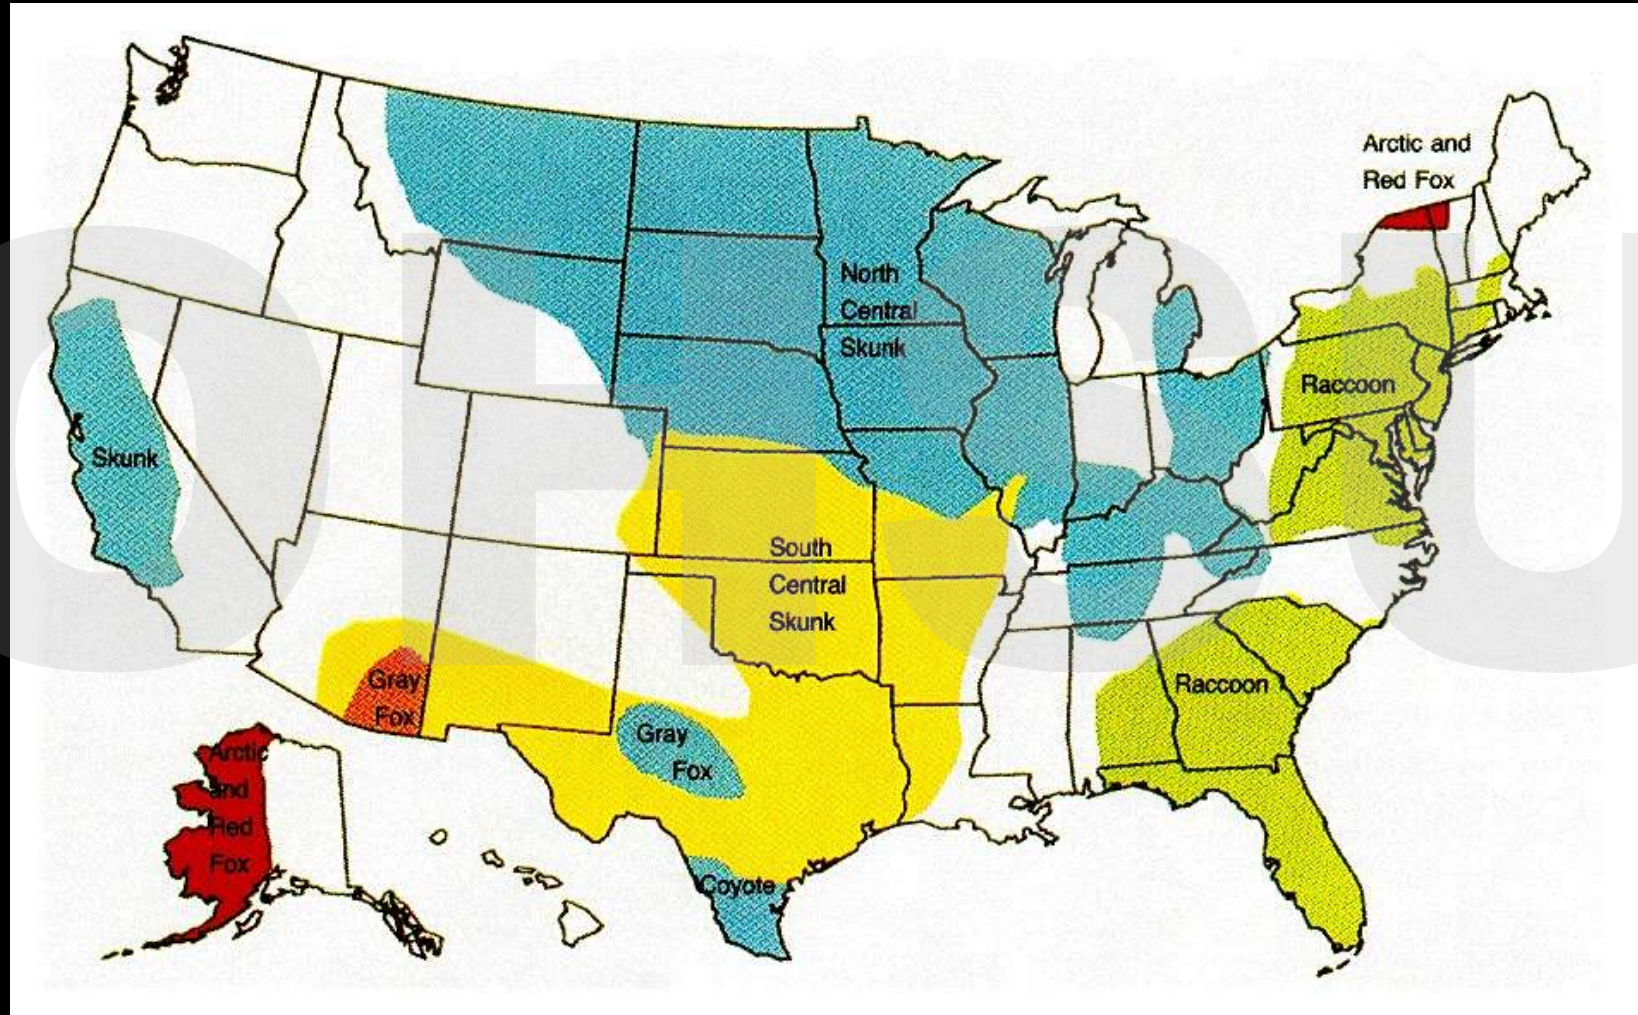 Arctic and
Red Fox
North
Central
Skunk
Raccoon
Skunk
South
Central
Skunk
Gray
Fox
Raccoon
Gray
Fox
Arctic
and
Red
Fox
Coyote